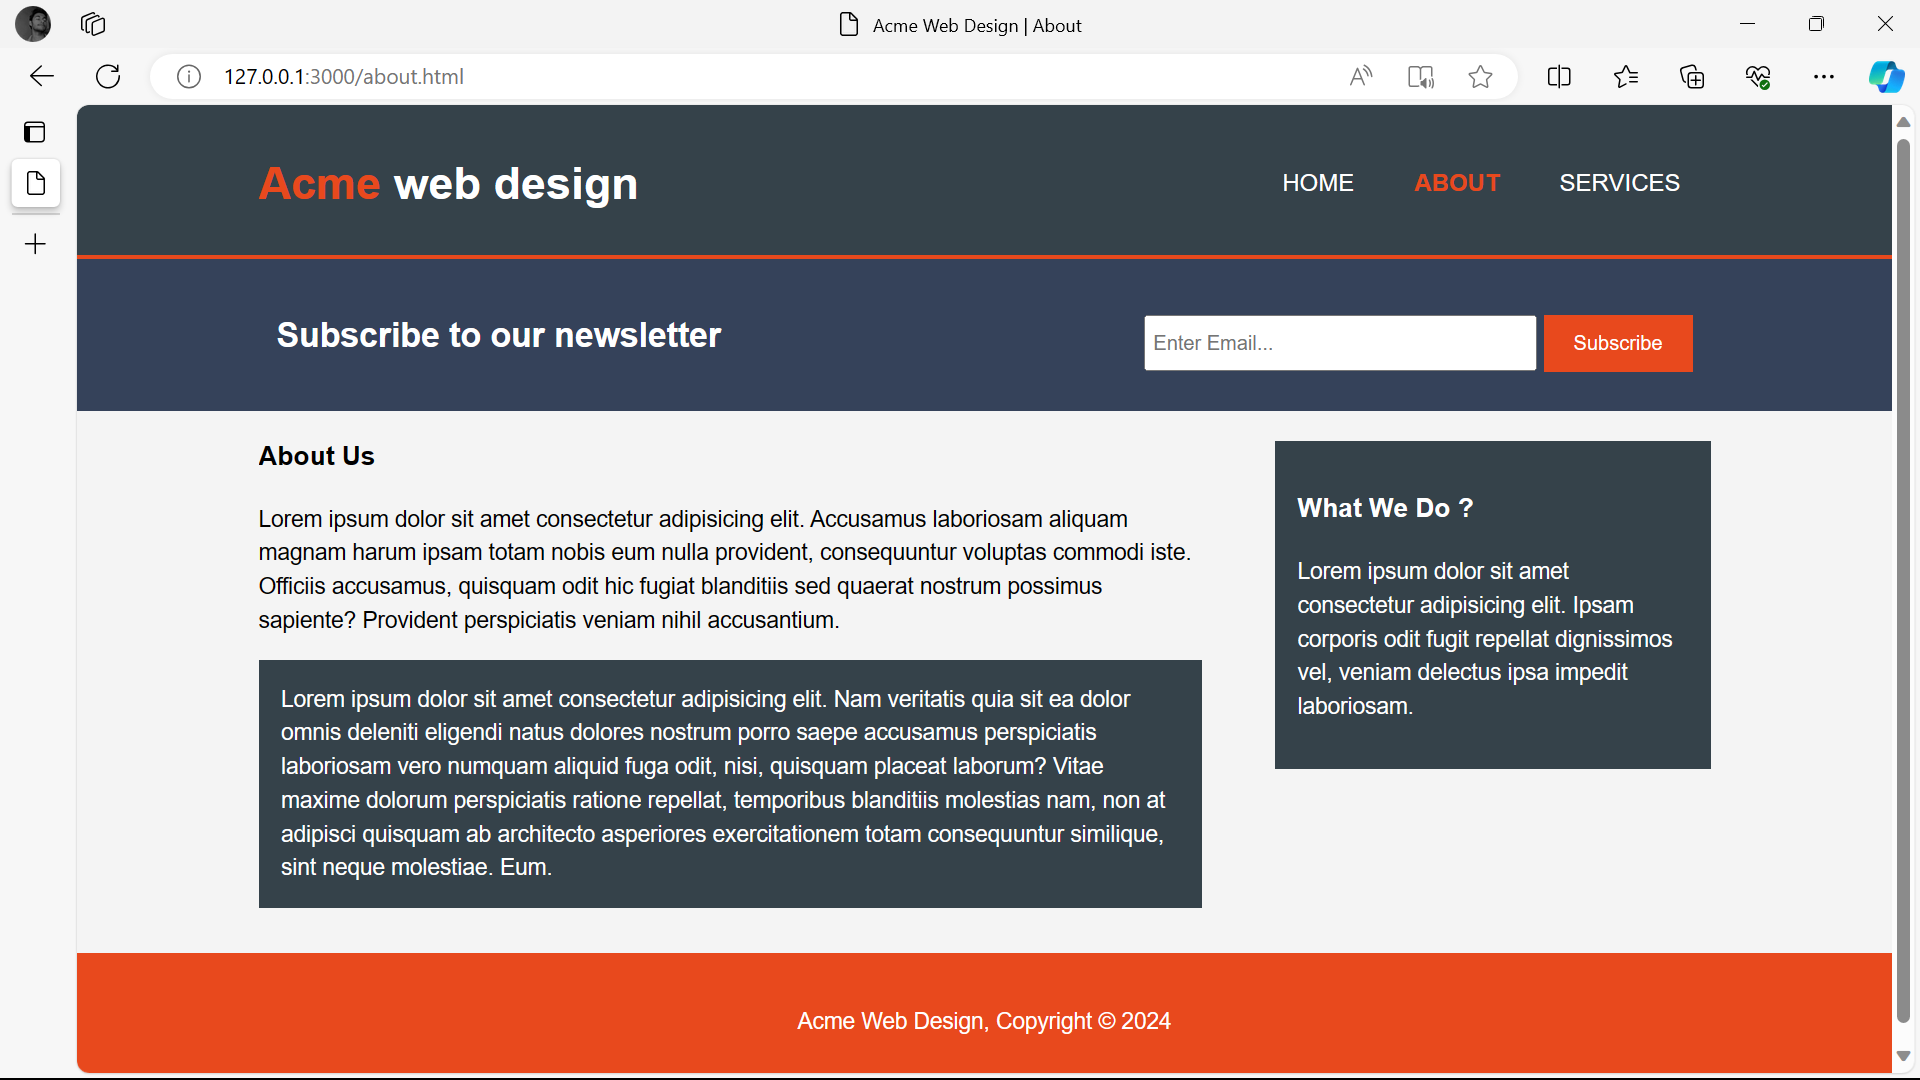 Acme Web Design | About
127.0.0.1:3000/about.html
Acme web design
HOME ABOUT SERVICES
Subscribe to our newsletter
Enter Email...
Subscribe
About Us
Lorem ipsum dolor sit amet consectetur adipisicing elit. Accusamus laboriosam aliquam
magnam harum ipsam totam nobis eum nulla provident, consequuntur voluptas commodi iste.
Officiis accusamus, quisquam odit hic fugiat blanditiis sed quaerat nostrum possimus
sapiente? Provident perspiciatis veniam nihil accusantium.
Lorem ipsum dolor sit amet consectetur adipisicing elit. Nam veritatis quia sit ea dolor
omnis deleniti eligendi natus dolores nostrum porro saepe accusamus perspiciatis
laboriosam vero numquam aliquid fuga odit, nisi, quisquam placeat laborum? Vitae
maxime dolorum perspiciatis ratione repellat, temporibus blanditiis molestias nam, non at
adipisci quisquam ab architecto asperiores exercitationem totam consequuntur similique,
sint neque molestiae. Eum.
What We Do ?
Lorem ipsum dolor sit amet
consectetur adipisicing elit. Ipsam
corporis odit fugit repellat dignissimos
vel, veniam delectus ipsa impedit
laboriosam.
Acme Web Design, Copyright © 2024